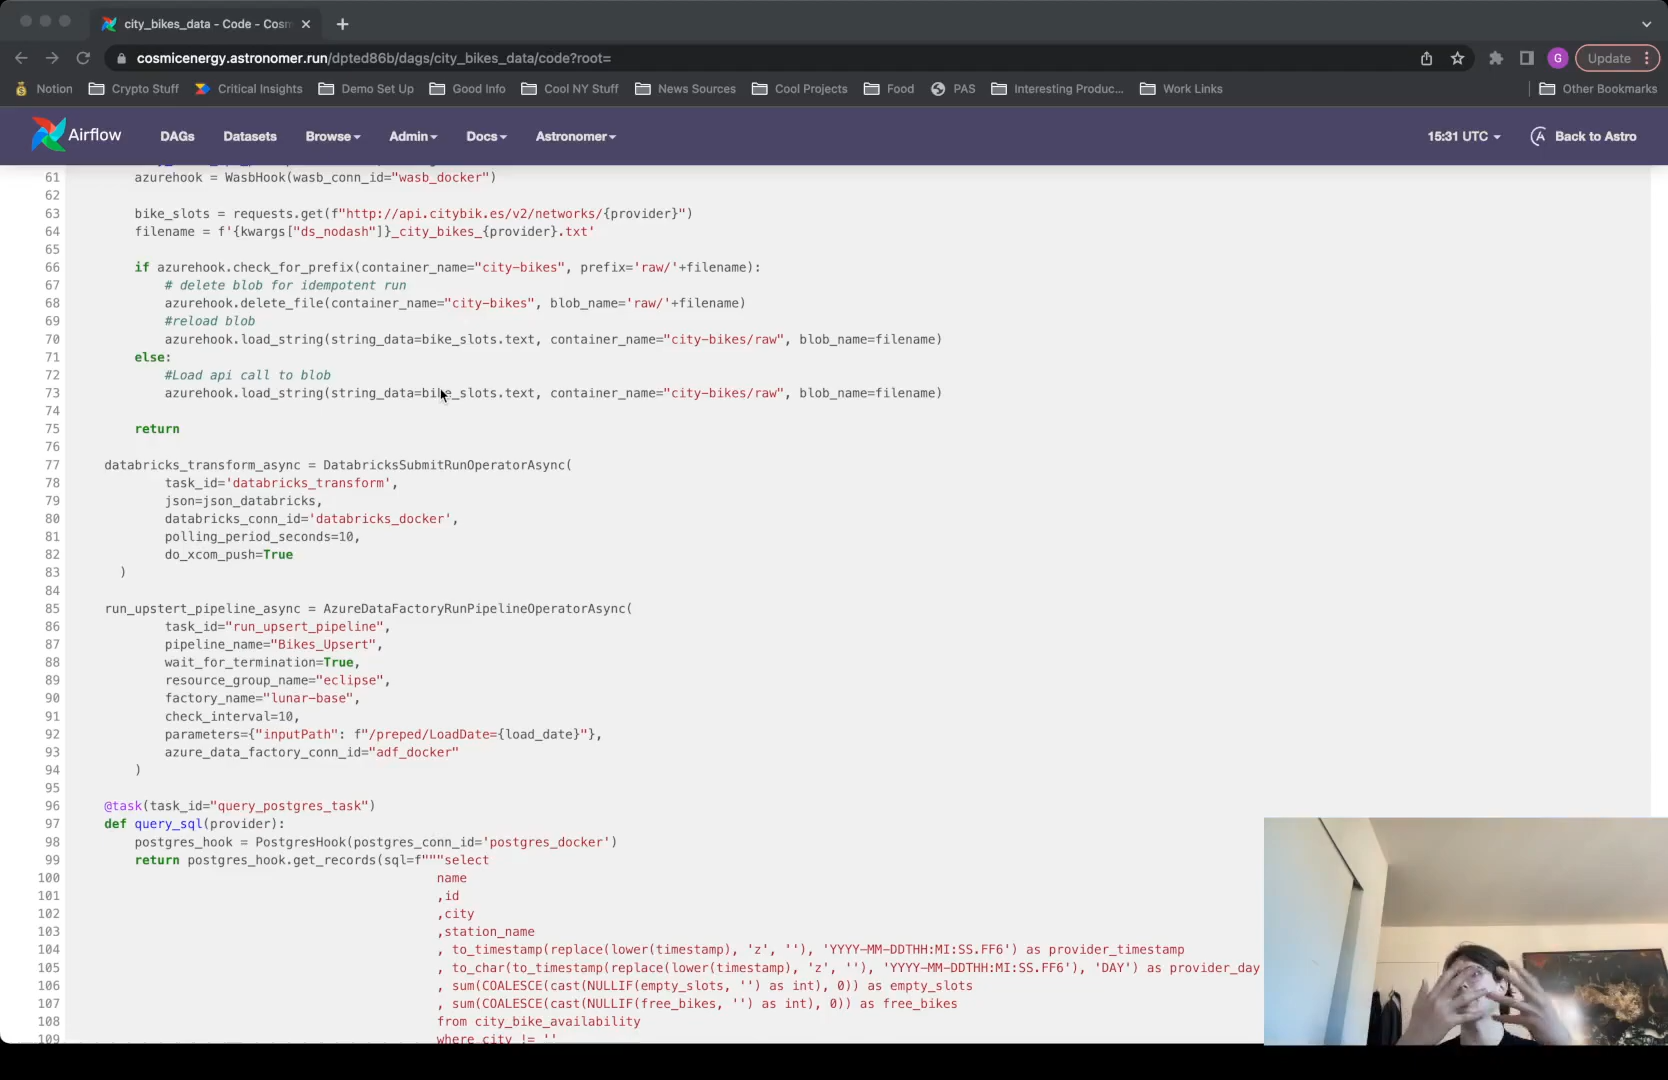 city_bikes_data - Code - Cosm
cosmicenergy.astronomer.run/dpted86b/dags/city_bikes_data/code?root=
G
Update
Notion
Crypto Stuff
Critical Insights
Demo Set Up
Good Info
Cool NY Stuff
News Sources
Cool Projects
Food
PAS
Interesting Produc...
Work Links
Other Bookmarks
Airflow
DAGs
Datasets
Browse
Admin
Docs
Astronomer
15:31 UTC
Back to Astro
61 azurehook = WasbHook(wasb_conn_id="wasb_docker")
62
63 bike_slots = requests.get(f"http://api.citybik.es/v2/networks/{provider}")
64 filename = f'{kwargs["ds_nodash"]}_city_bikes_{provider}.txt'
65
66 if azurehook.check_for_prefix(container_name="city-bikes", prefix='raw/'+filename):
67 # delete blob for idempotent run
68 azurehook.delete_file(container_name="city-bikes", blob_name='raw/'+filename)
69 #reload blob
70 azurehook.load_string(string_data=bike_slots.text, container_name="city-bikes/raw", blob_name=filename)
71 else:
72 #Load api call to blob
73 azurehook.load_string(string_data=bike_slots.text, container_name="city-bikes/raw", blob_name=filename)
74
75 return
76
77 databricks_transform_async = DatabricksSubmitRunOperatorAsync(
78 task_id='databricks_transform',
79 json=json_databricks,
80 databricks_conn_id='databricks_docker',
81 polling_period_seconds=10,
82 do_xcom_push=True
83 )
84
85 run_upstert_pipeline_async = AzureDataFactoryRunPipelineOperatorAsync(
86 task_id="run_upsert_pipeline",
87 pipeline_name="Bikes_Upsert",
88 wait_for_termination=True,
89 resource_group_name="eclipse",
90 factory_name="lunar-base",
91 check_interval=10,
92 parameters={"inputPath": f"/preped/LoadDate={load_date}"},
93 azure_data_factory_conn_id="adf_docker"
94 )
95
96 @task(task_id="query_postgres_task")
97 def query_sql(provider):
98 postgres_hook = PostgresHook(postgres_conn_id='postgres_docker')
99 return postgres_hook.get_records(sql=f"""select
100 name
101 ,id
102 ,city
103 ,station_name
104 , to_timestamp(replace(lower(timestamp), 'z', ''), 'YYYY-MM-DDTHH:MI:SS.FF6') as provider_timestamp
105 , to_char(to_timestamp(replace(lower(timestamp), 'z', ''), 'YYYY-MM-DDTHH:MI:SS.FF6'), 'DAY') as provider_day
106 , sum(COALESCE(cast(NULLIF(empty_slots, '') as int), 0)) as empty_slots
107 , sum(COALESCE(cast(NULLIF(free_bikes, '') as int), 0)) as free_bikes
108 from city_bike_availability
109 where city != ''